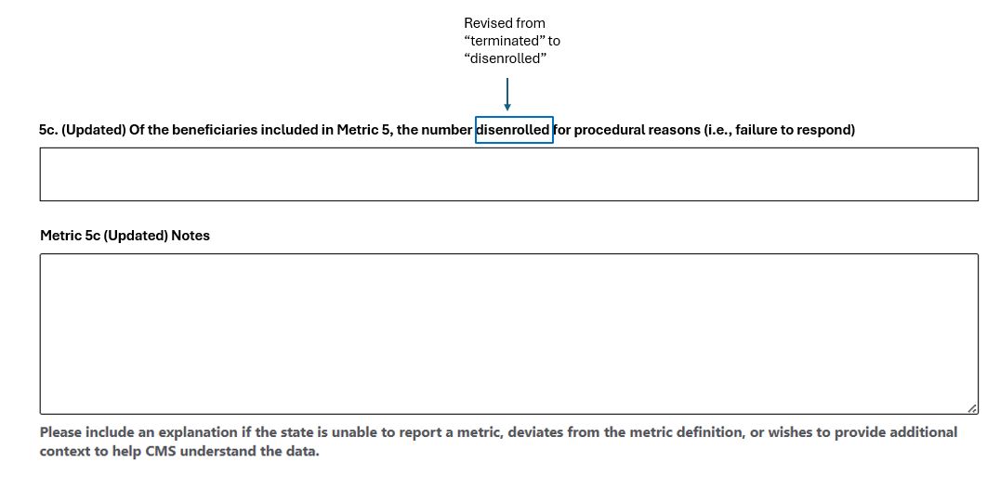 Revised from
“terminated” to
“disenrolled”
5c. (Updated) Of the beneficiaries included in Metric 5, the number disenrolled for procedural reasons (i.e., failure to respond)
Metric 5c (Updated) Notes
Please include an explanation if the state is unable to report a metric, deviates from the metric definition, or wishes to provide additional
context to help CMS understand the data.